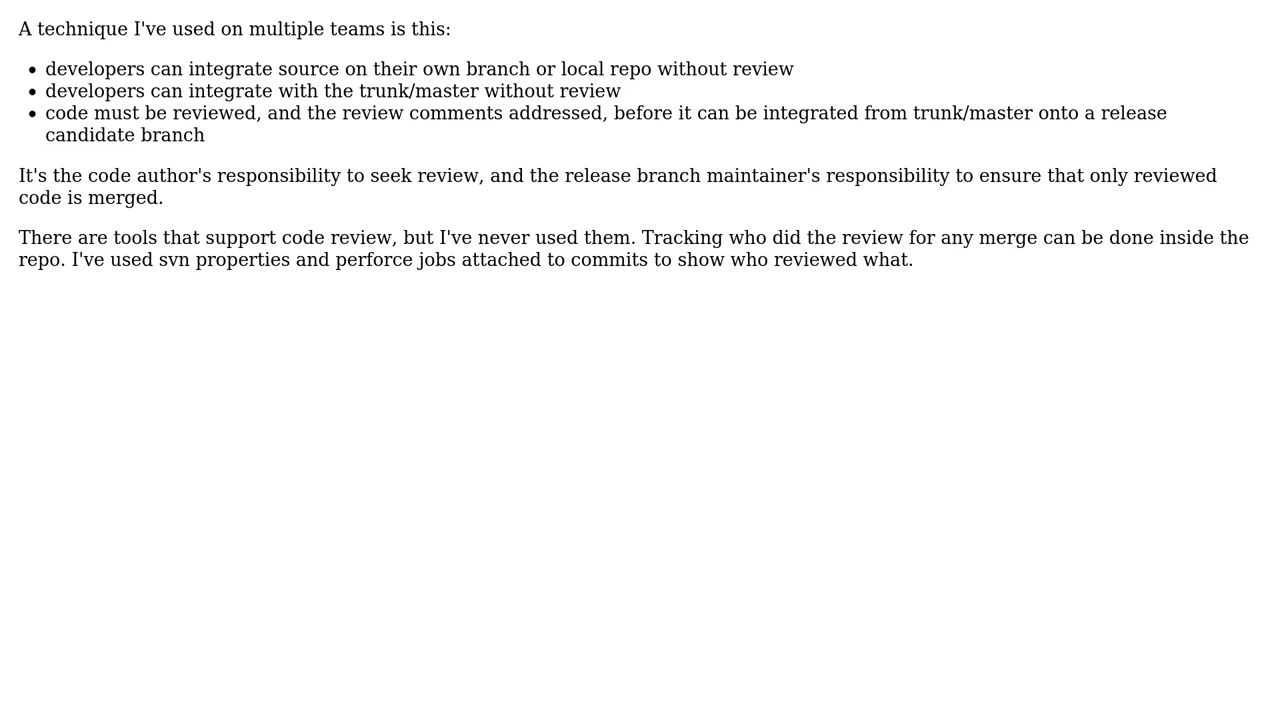 A technique I've used on multiple teams is this:
• developers can integrate source on their own branch or local repo without review
• developers can integrate with the trunk/master without review
• code must be reviewed, and the review comments addressed, before it can be integrated from trunk/master onto a release
candidate branch
It's the code author's responsibility to seek review, and the release branch maintainer's responsibility to ensure that only reviewed
code is merged.
There are tools that support code review, but I've never used them. Tracking who did the review for any merge can be done inside the
repo. I've used svn properties and perforce jobs attached to commits to show who reviewed what.